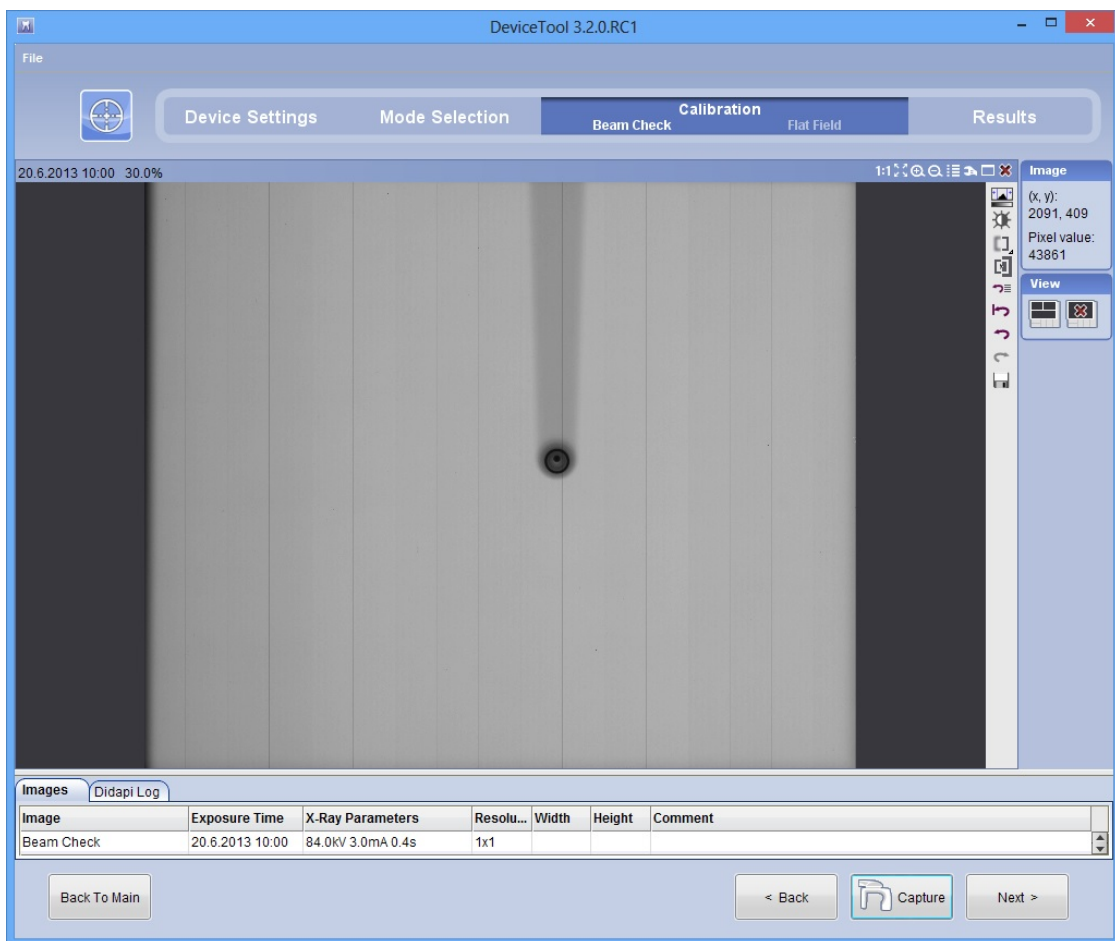 DeviceTool 3.2.0.RC1
File
Device Settings
Mode Selection
Calibration
Beam Check
Flat Field
Results
20.6.2013 10:00 30.0%
1:1
Image
(x, y):
2091, 409
Pixel value:
43861
View
Images
Didapi Log
Image Exposure Time X-Ray Parameters Resolu... Width Height Comment
Beam Check 20.6.2013 10:00 84.0kV 3.0mA 0.4s 1x1
Back To Main
< Back
Capture
Next >